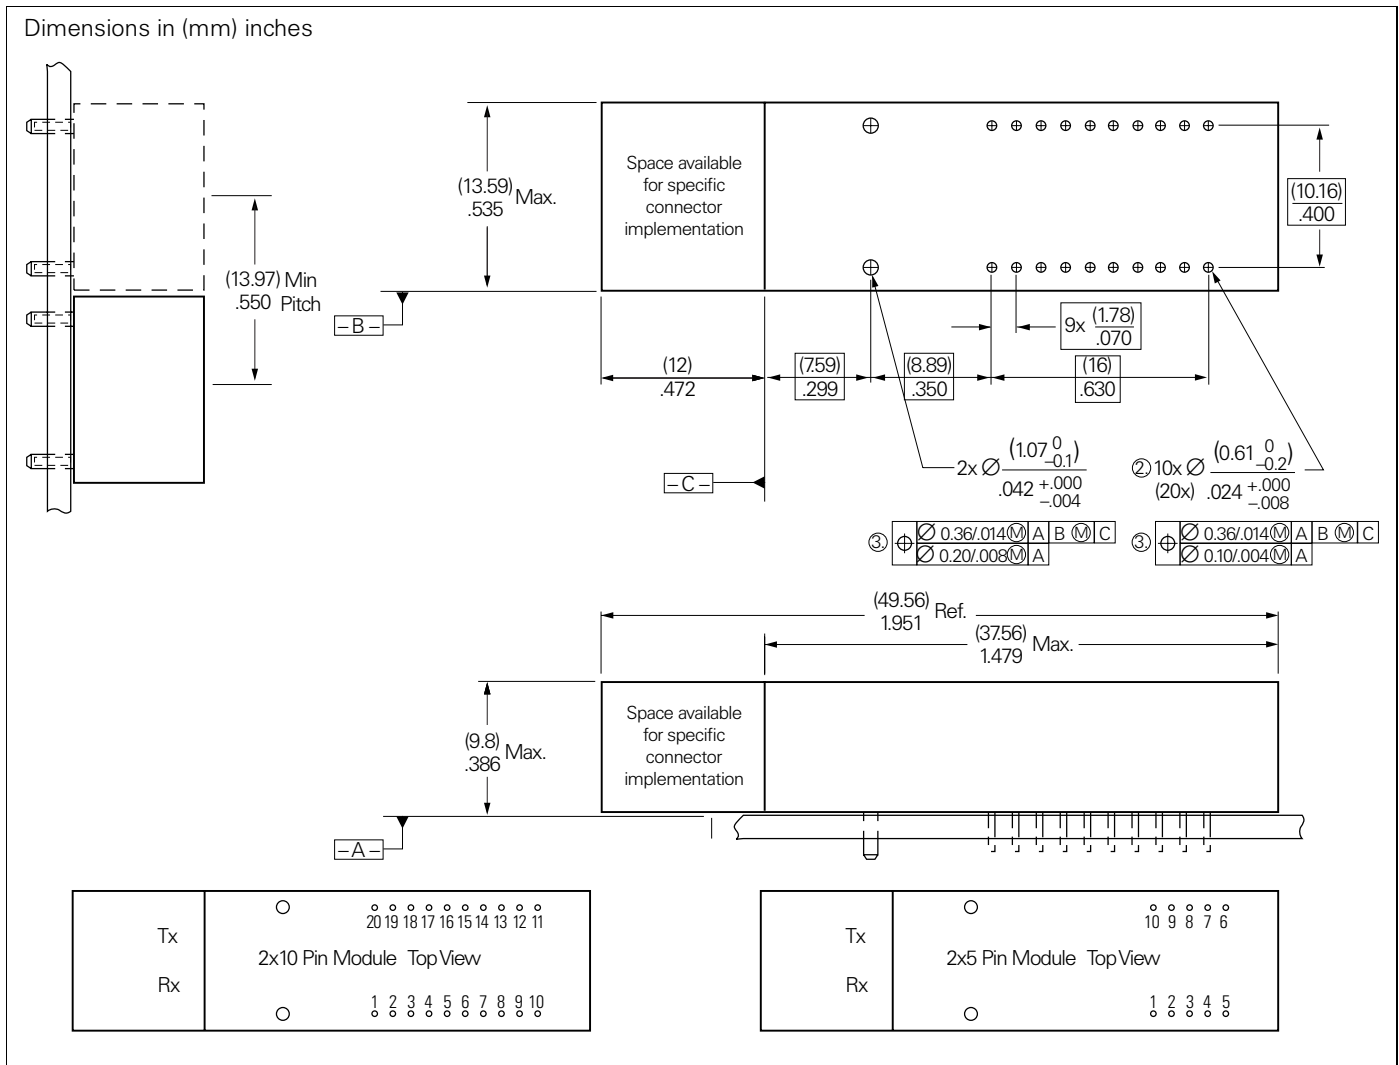 Dimensions in (mm) inches
Space available
for specific
connector
implementation
(13.59) Max.
.535
(10.16)
.400
(13.97) Min
.550 Pitch
–B–
9x (1.78)
.070
(12)
.472
(7.59)
.299
(8.89)
.350
(16)
.630
–C–
2x Ø (1.07 0 –0.1)
.042 +.000 –.004
② 10x Ø (0.61 0 –0.2)
(20x) .024 +.000 –.008
③ ⌖ Ø 0.36/.014 Ⓜ A B Ⓜ C
Ø 0.20/.008 Ⓜ A
③ ⌖ Ø 0.36/.014 Ⓜ A B Ⓜ C
Ø 0.10/.004 Ⓜ A
(49.56) Ref.
1.951
(37.56) Max.
1.479
Space available
for specific
connector
implementation
(9.8) Max.
.386
–A–
20 19 18 17 16 15 14 13 12 11
Tx
2x10 Pin Module Top View
Rx
1 2 3 4 5 6 7 8 9 10
10 9 8 7 6
Tx
2x5 Pin Module Top View
Rx
1 2 3 4 5